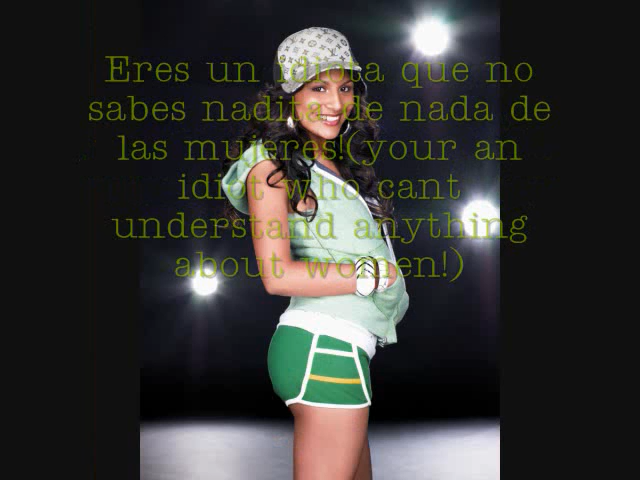 Eres un idiota que no
sabes nadita de nada de
las mujeres!(your an
idiot who cant
understand anything
about women!)